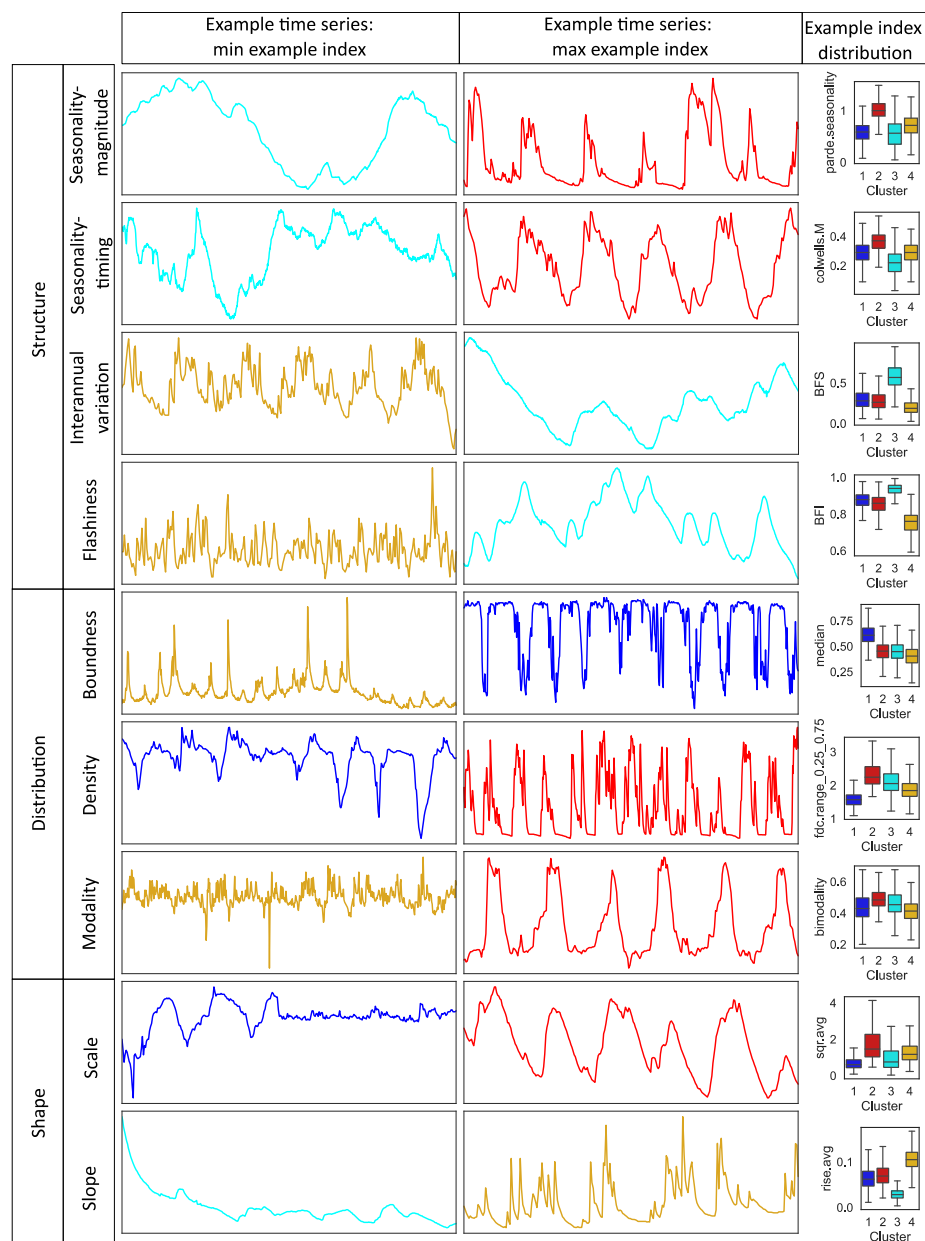 Example time series:
min example index
Example time series:
max example index
Example index
distribution
Structure
Seasonality-
magnitude
parde.seasonality
1
0
1 2 3 4
Cluster
Seasonality-
timing
colwells.M
0.4
0.2
1 2 3 4
Cluster
Interannual
variation
BFS
0.5
0.0
1 2 3 4
Cluster
Flashiness
BFI
1.0
0.8
0.6
1 2 3 4
Cluster
Distribution
Boundness
median
0.75
0.50
0.25
1 2 3 4
Cluster
Density
fdc.range_0.25_0.75
3
2
1
1 2 3 4
Cluster
Modality
bimodality
0.6
0.4
0.2
1 2 3 4
Cluster
Shape
Scale
sqr.avg
4
2
0
1 2 3 4
Cluster
Slope
rise.avg
0.1
0.0
1 2 3 4
Cluster